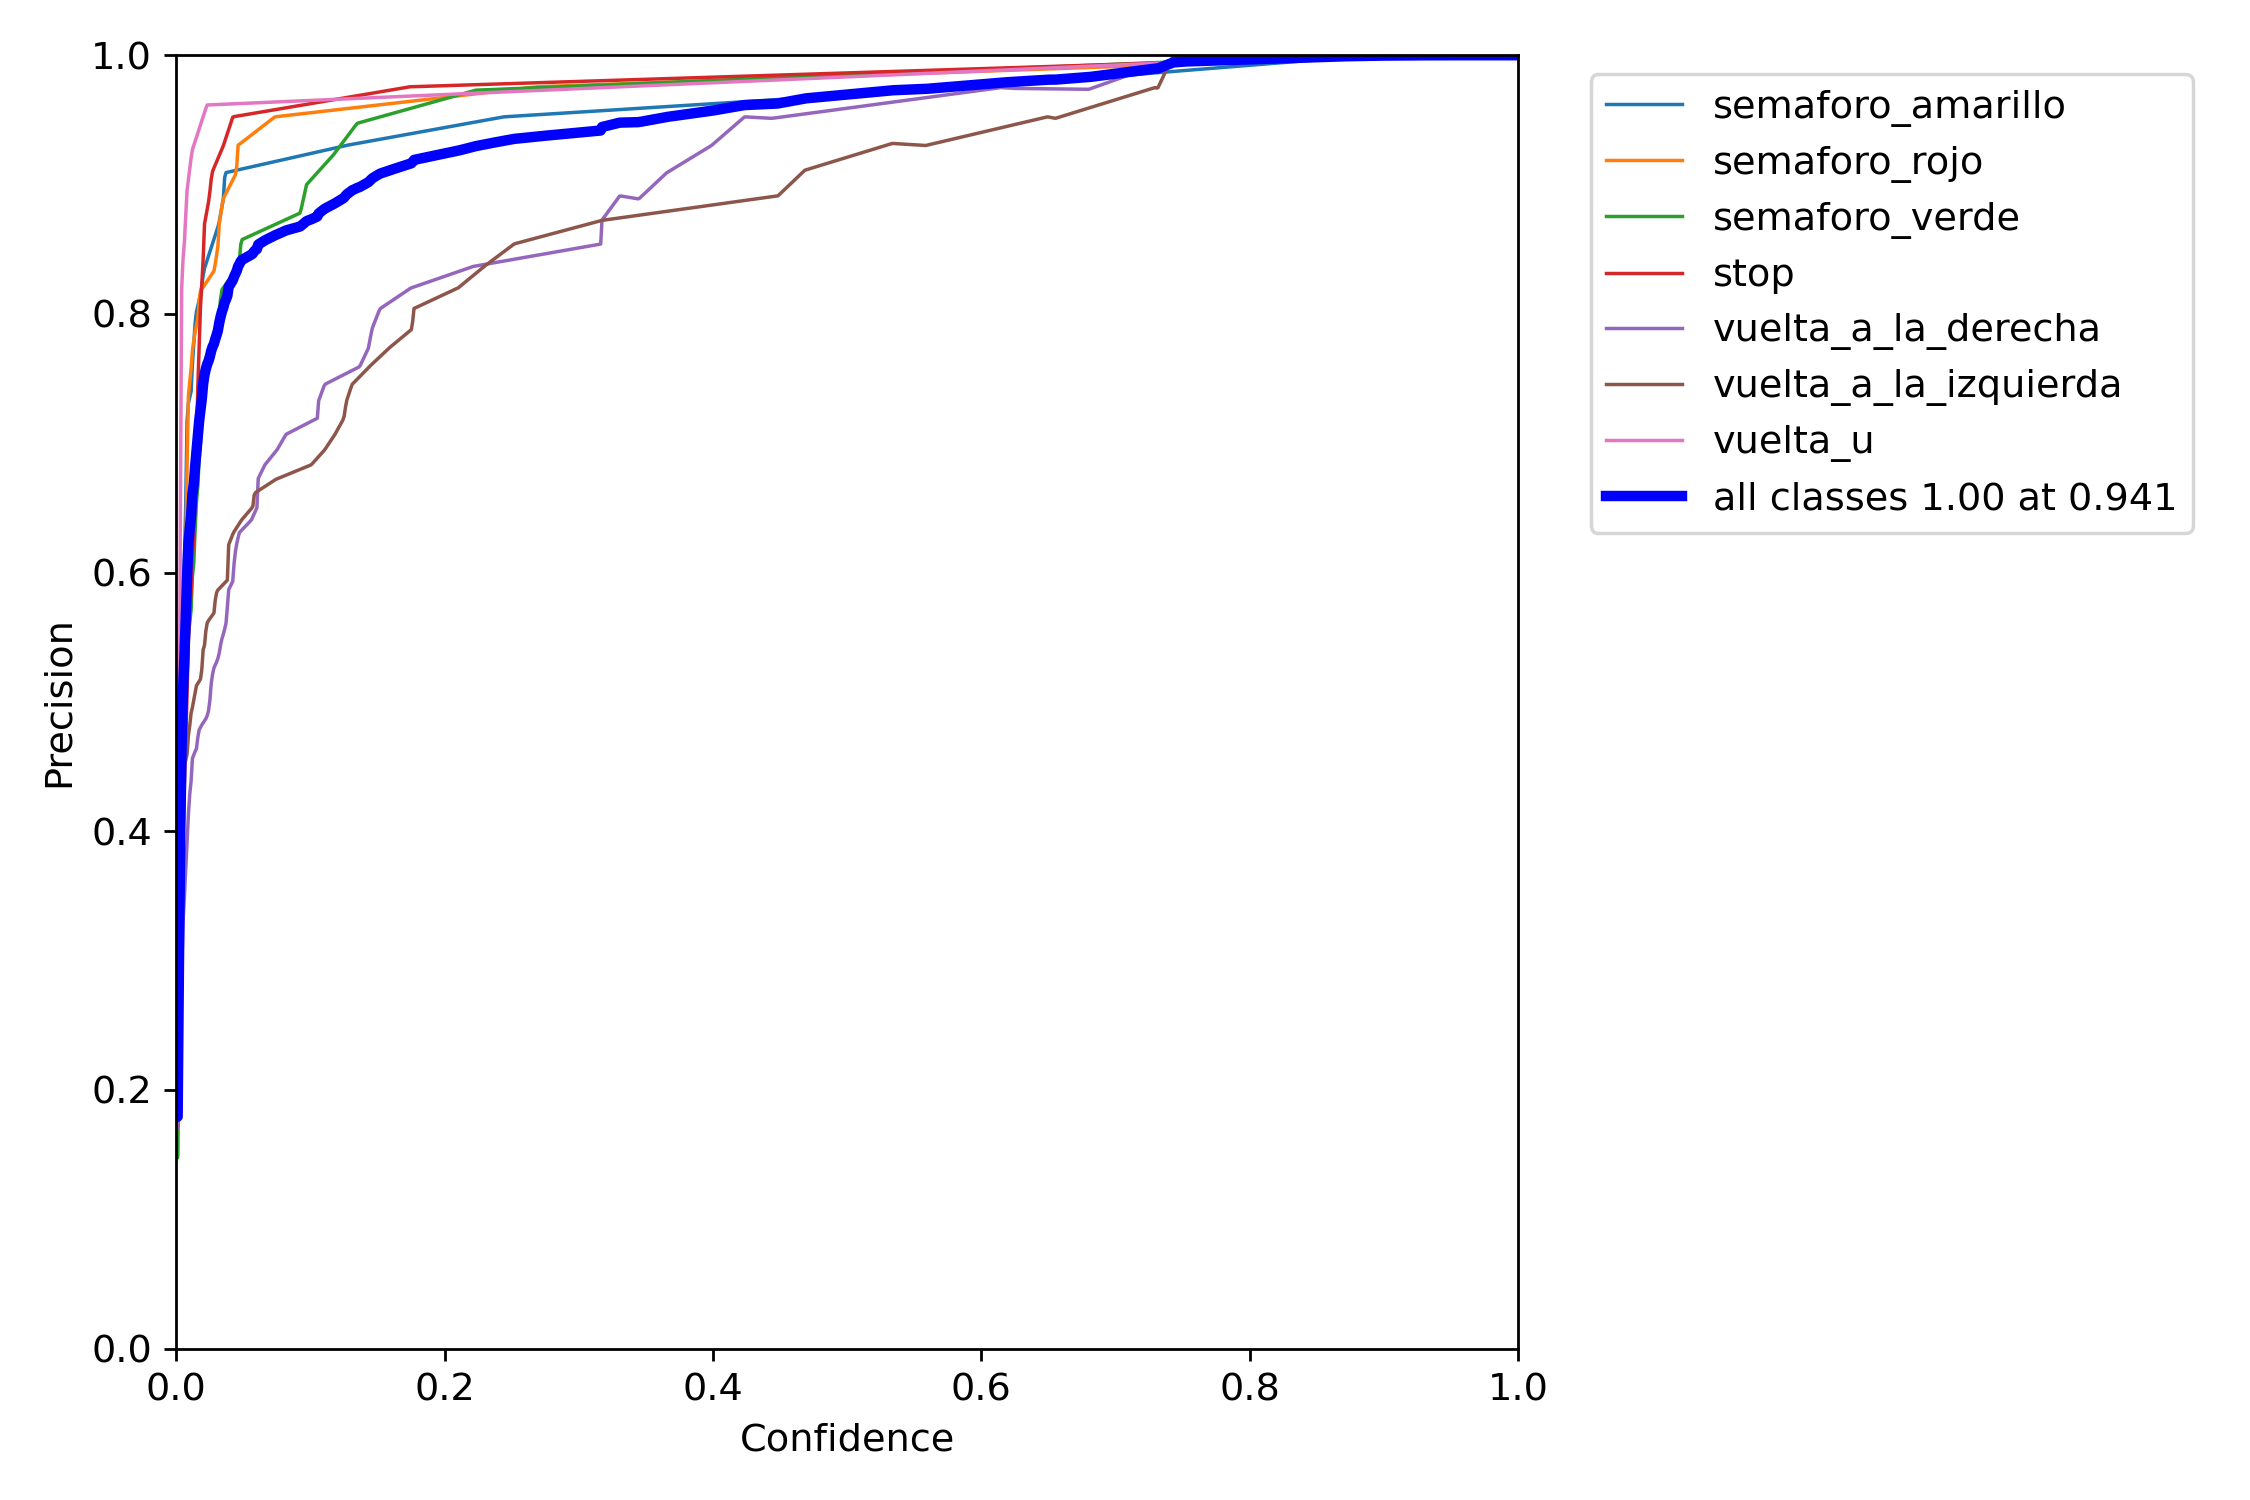 1.0
0.8
0.6
0.4
0.2
0.0
Precision
0.0 0.2 0.4 0.6 0.8 1.0
Confidence
semaforo_amarillo
semaforo_rojo
semaforo_verde
stop
vuelta_a_la_derecha
vuelta_a_la_izquierda
vuelta_u
all classes 1.00 at 0.941